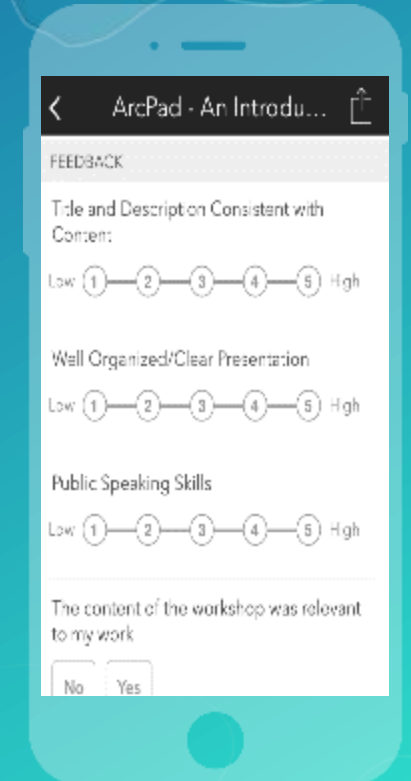 ArcPad - An Introdu...
FEEDBACK
Title and Description Consistent with
Content
Low 1 2 3 4 5 High
Well Organized/Clear Presentation
Low 1 2 3 4 5 High
Public Speaking Skills
Low 1 2 3 4 5 High
The content of the workshop was relevant
to my work
No Yes